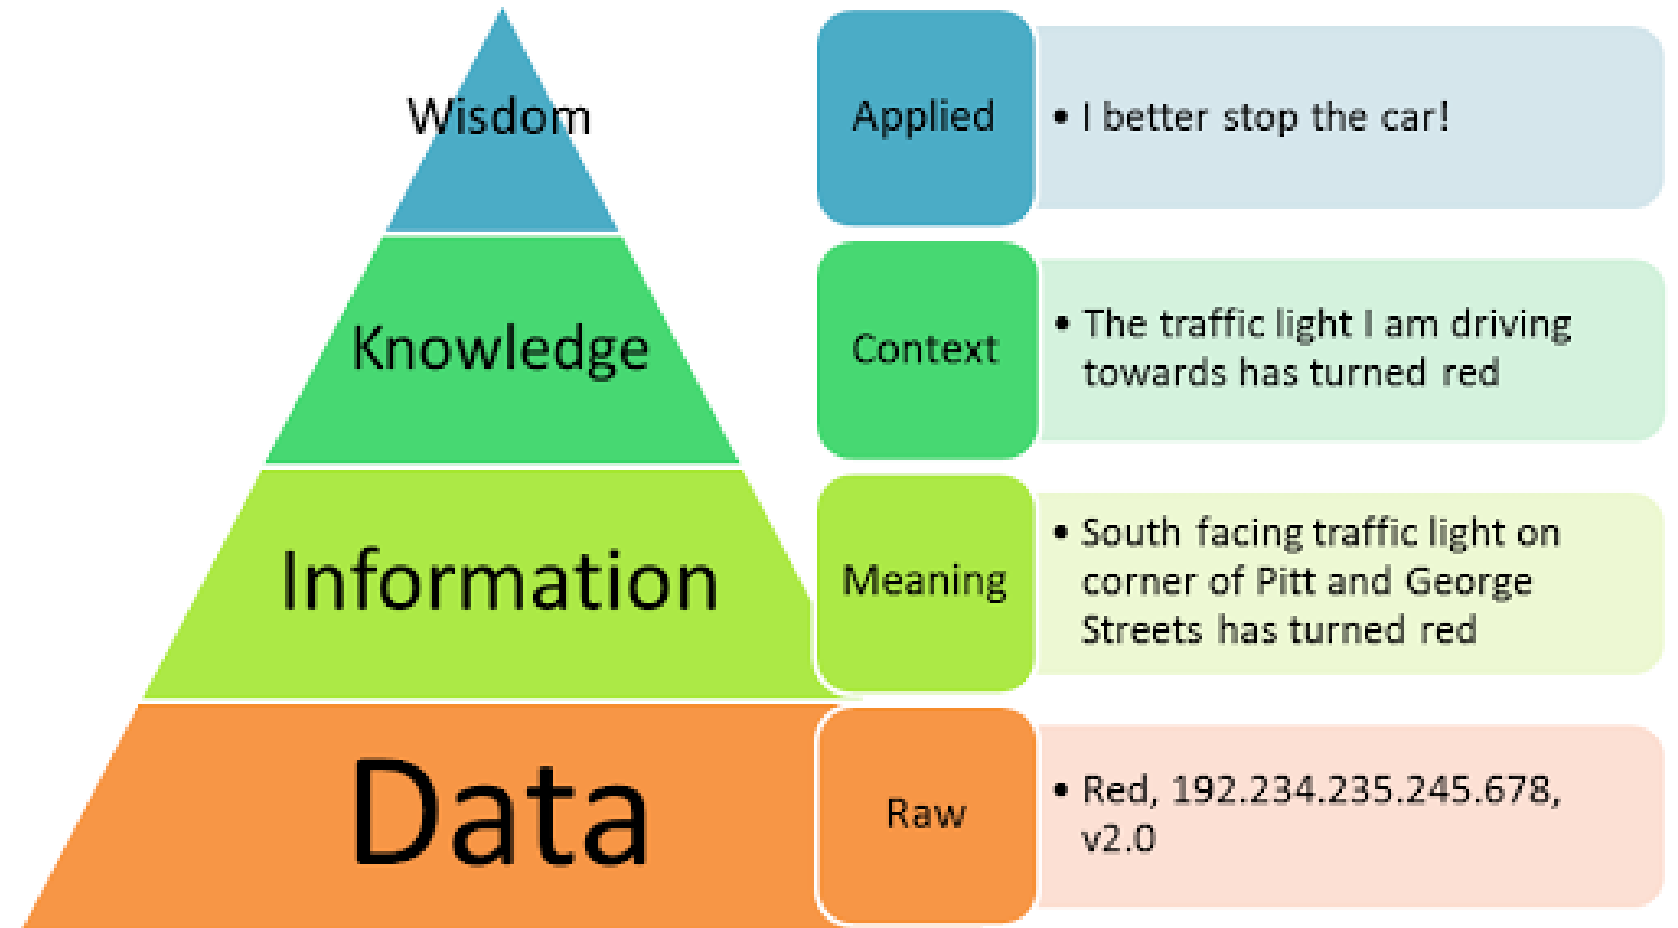 Wisdom
Applied
• I better stop the car!
Knowledge
Context
• The traffic light I am driving
towards has turned red
Information
Meaning
• South facing traffic light on
corner of Pitt and George
Streets has turned red
Data
Raw
• Red, 192.234.235.245.678,
v2.0